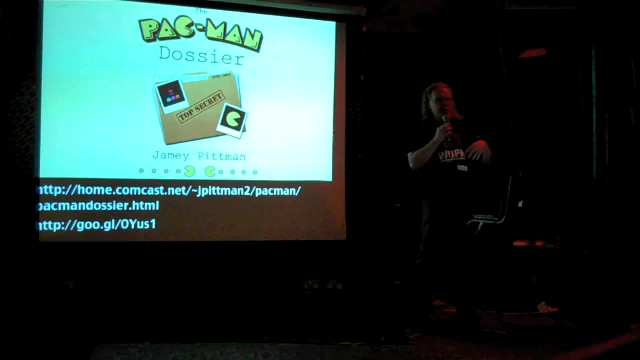 The
PAC-MAN
Dossier
TOP SECRET
Jamey Pittman
http://home.comcast.net/~jpittman2/pacman/
pacmandossier.html
http://goo.gl/OYus1